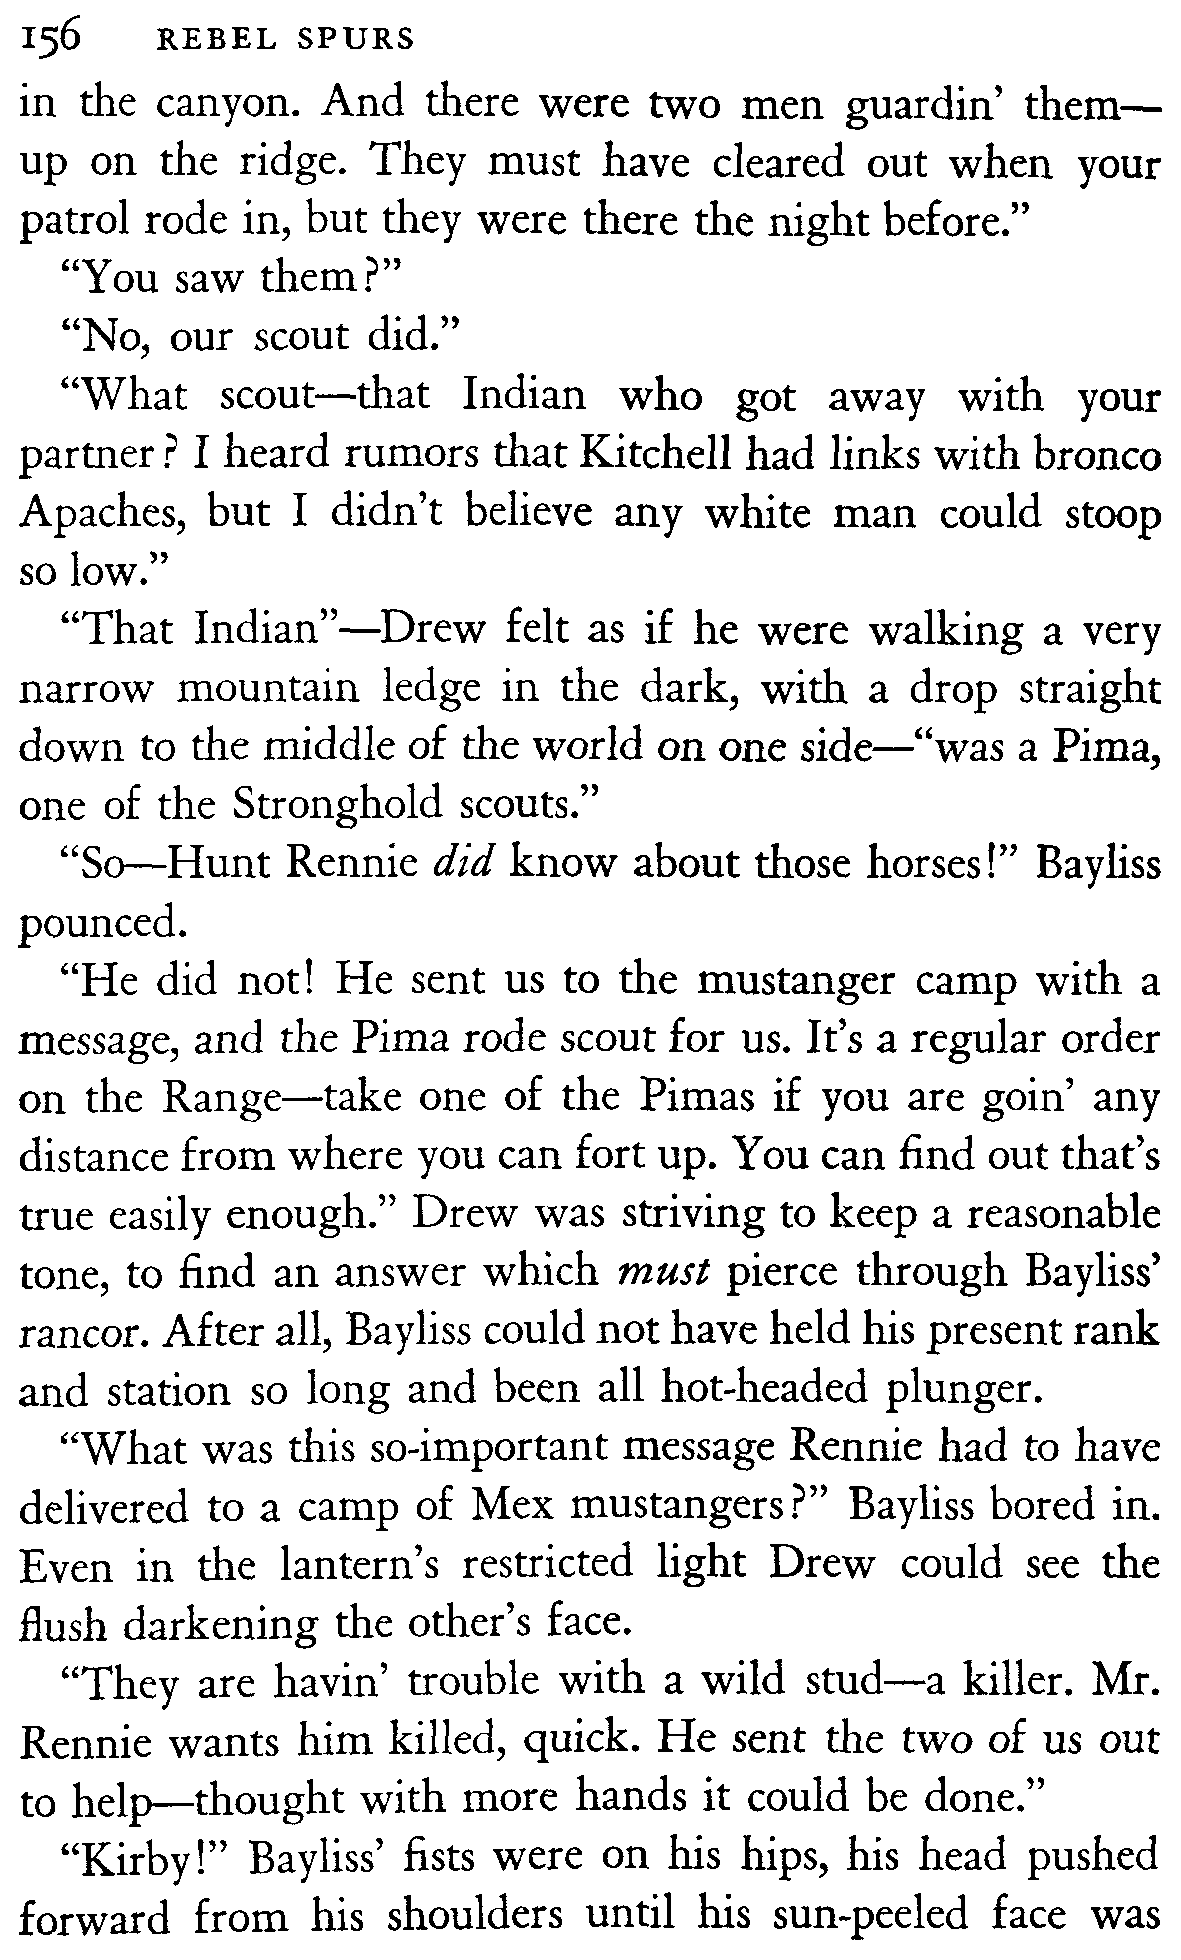 156 REBEL SPURS
in the canyon. And there were two men guardin’ them—
up on the ridge. They must have cleared out when your
patrol rode in, but they were there the night before.”
“You saw them?”
“No, our scout did.”
“What scout—that Indian who got away with your
partner? I heard rumors that Kitchell had links with bronco
Apaches, but I didn’t believe any white man could stoop
so low.”
“That Indian”—Drew felt as if he were walking a very
narrow mountain ledge in the dark, with a drop straight
down to the middle of the world on one side—“was a Pima,
one of the Stronghold scouts.”
“So—Hunt Rennie did know about those horses!” Bayliss
pounced.
“He did not! He sent us to the mustanger camp with a
message, and the Pima rode scout for us. It’s a regular order
on the Range—take one of the Pimas if you are goin’ any
distance from where you can fort up. You can find out that’s
true easily enough.” Drew was striving to keep a reasonable
tone, to find an answer which must pierce through Bayliss’
rancor. After all, Bayliss could not have held his present rank
and station so long and been all hot-headed plunger.
“What was this so-important message Rennie had to have
delivered to a camp of Mex mustangers?” Bayliss bored in.
Even in the lantern’s restricted light Drew could see the
flush darkening the other’s face.
“They are havin’ trouble with a wild stud—a killer. Mr.
Rennie wants him killed, quick. He sent the two of us out
to help—thought with more hands it could be done.”
“Kirby!” Bayliss’ fists were on his hips, his head pushed
forward from his shoulders until his sun-peeled face was